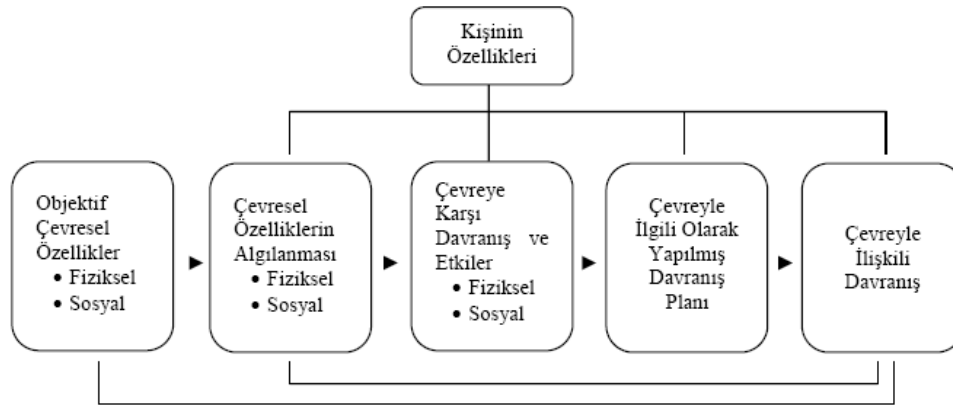 Kişinin
Özellikleri
Objektif
Çevresel
Özellikler
• Fiziksel
• Sosyal
Çevresel
Özelliklerin
Algılanması
• Fiziksel
• Sosyal
Çevreye
Karşı
Davranış ve
Etkiler
• Fiziksel
• Sosyal
Çevreyle
İlgili Olarak
Yapılmış
Davranış
Planı
Çevreyle
İlişkili
Davranış